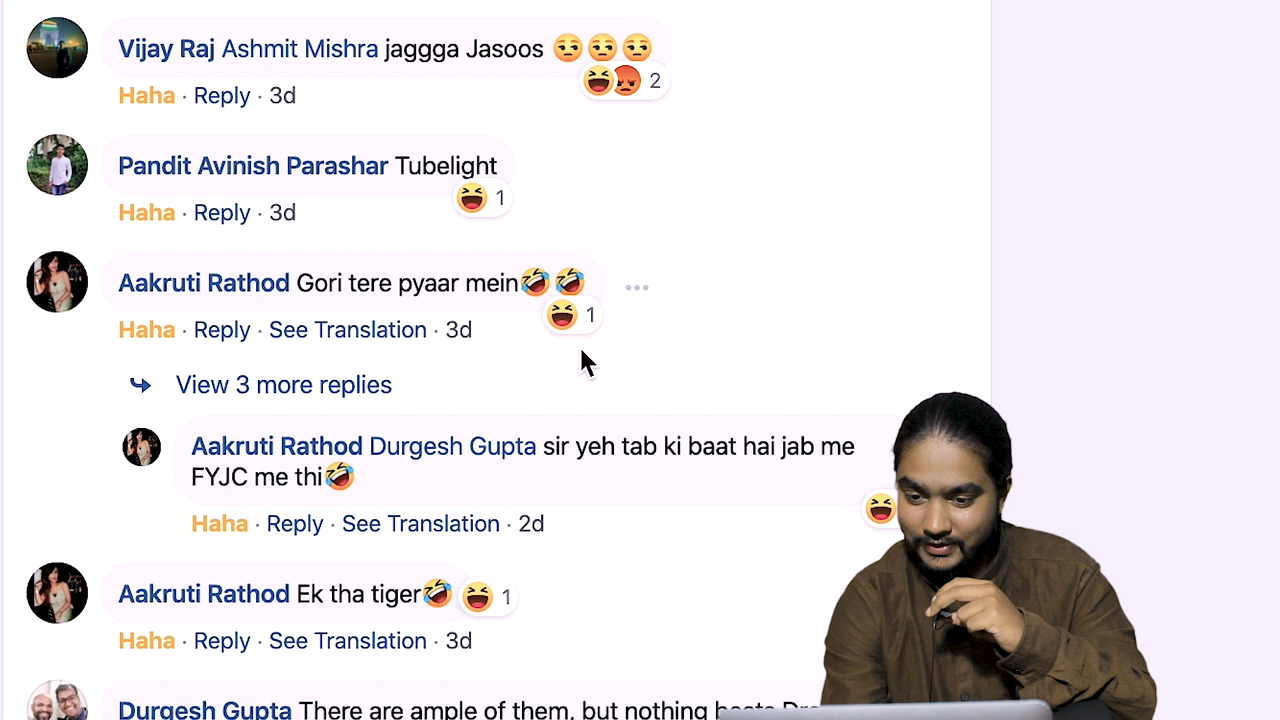 Vijay Raj Ashmit Mishra jaggga Jasoos 😒😒😒
2
Haha · Reply · 3d
Pandit Avinish Parashar Tubelight
1
Haha · Reply · 3d
Aakruti Rathod Gori tere pyaar mein🤣🤣
1
Haha · Reply · See Translation · 3d
View 3 more replies
Aakruti Rathod Durgesh Gupta sir yeh tab ki baat hai jab me
FYJC me thi🤣
Haha · Reply · See Translation · 2d
Aakruti Rathod Ek tha tiger🤣
1
Haha · Reply · See Translation · 3d
Durgesh Gupta There are ample of them, but nothing